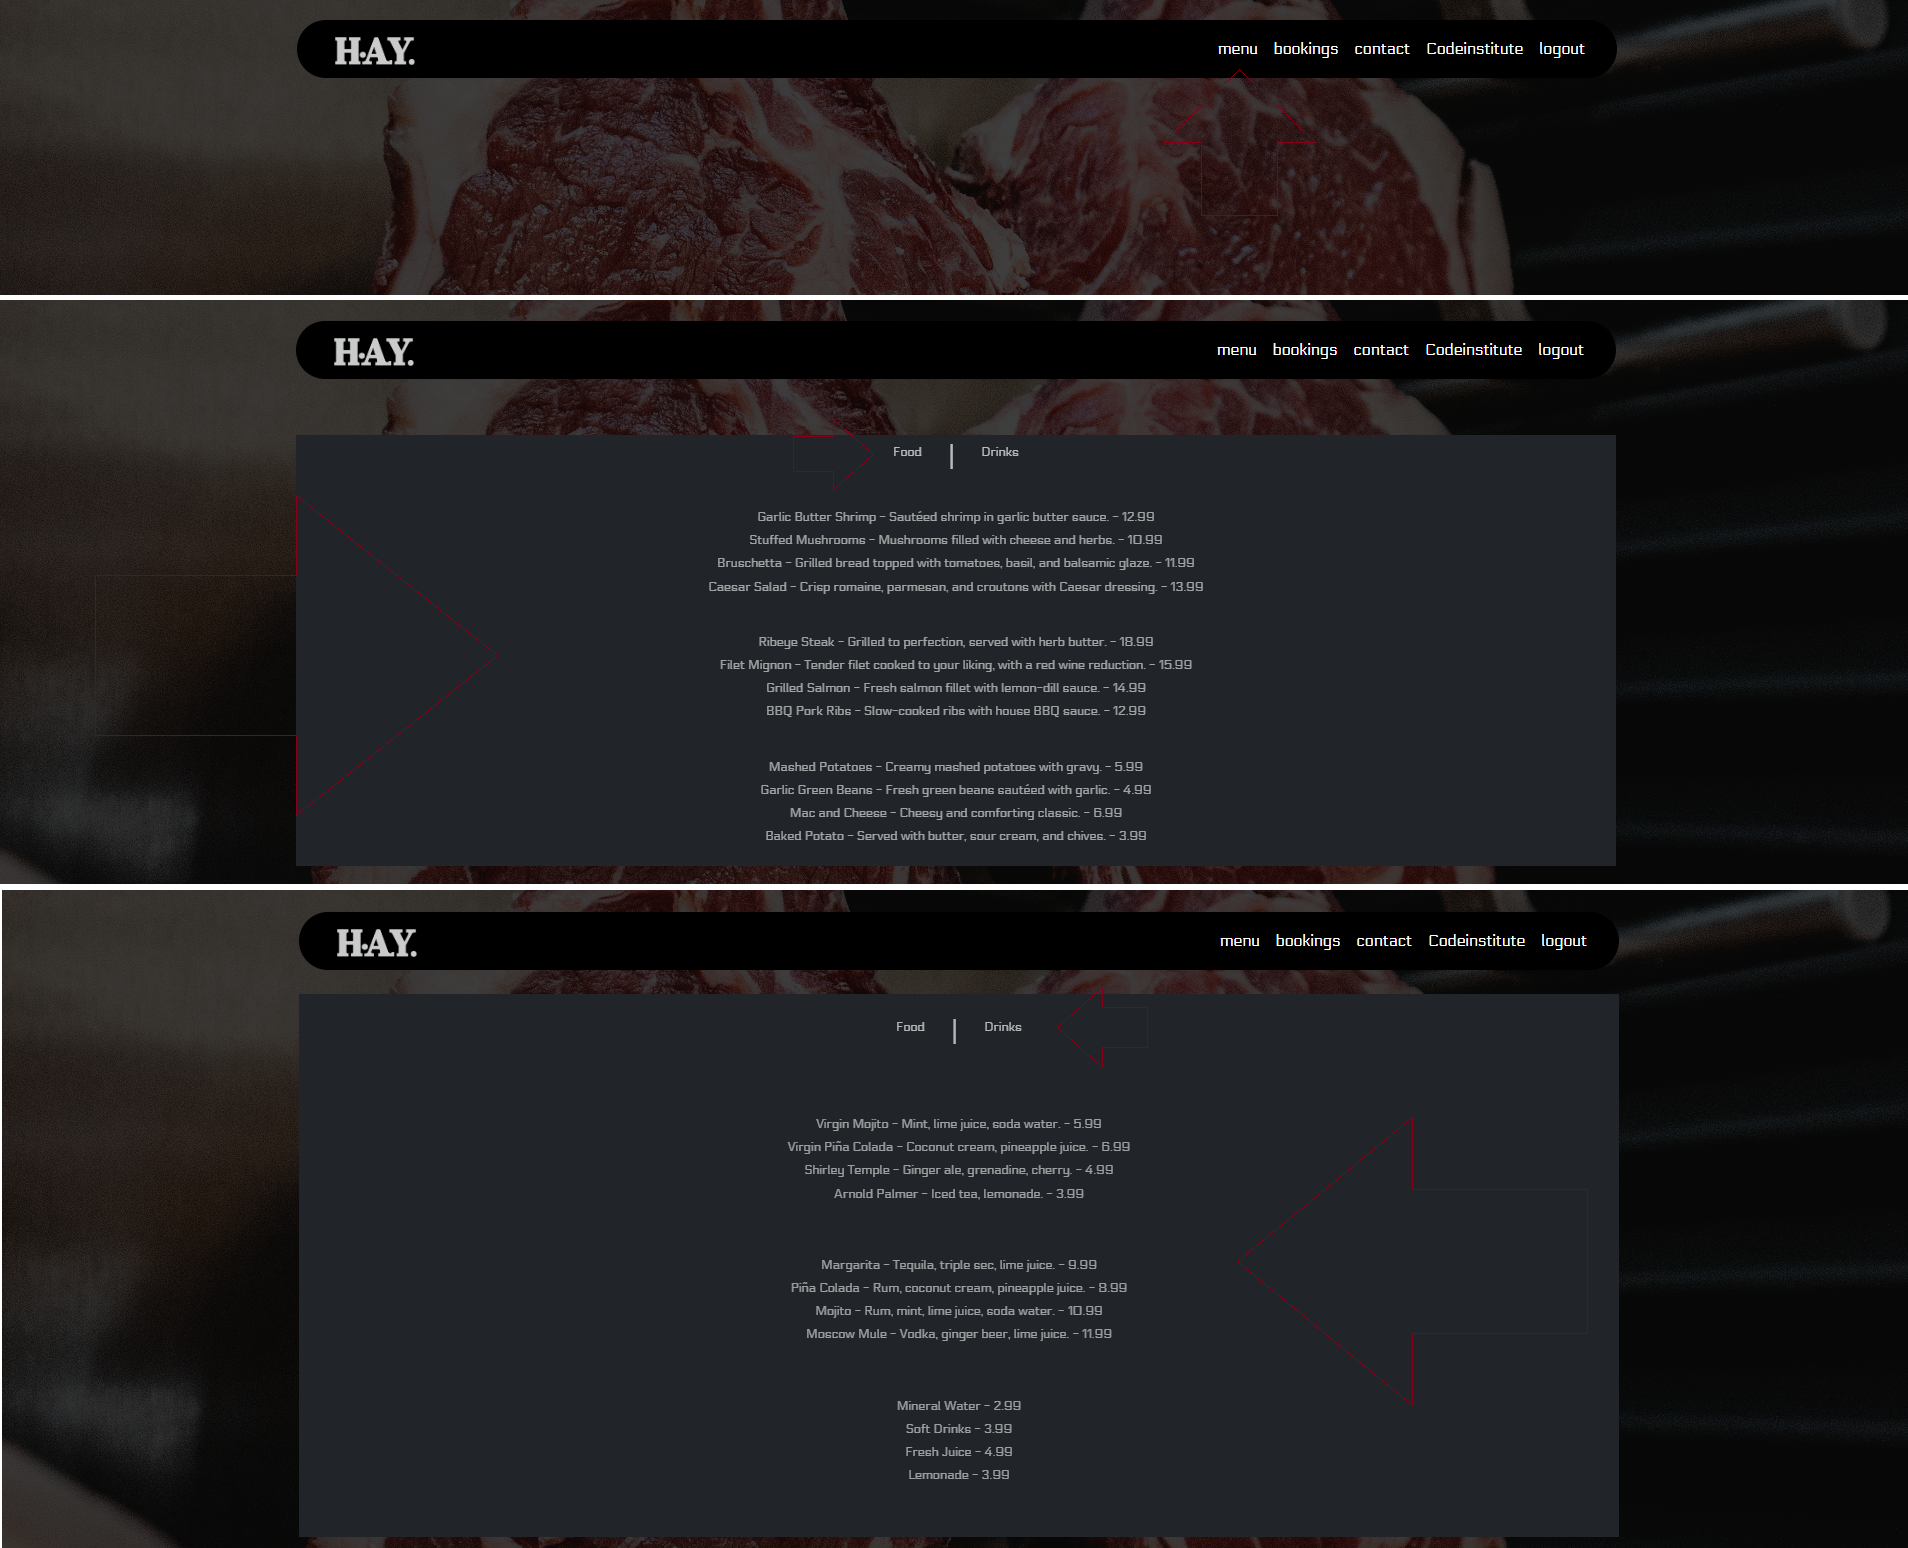 H.A.Y.
menu bookings contact Codeinstitute logout
H.A.Y.
menu bookings contact Codeinstitute logout
Food | Drinks
Garlic Butter Shrimp - Sautéed shrimp in garlic butter sauce. - 12.99
Stuffed Mushrooms - Mushrooms filled with cheese and herbs. - 10.99
Bruschetta - Grilled bread topped with tomatoes, basil, and balsamic glaze. - 11.99
Caesar Salad - Crisp romaine, parmesan, and croutons with Caesar dressing. - 13.99
Ribeye Steak - Grilled to perfection, served with herb butter. - 18.99
Filet Mignon - Tender filet cooked to your liking, with a red wine reduction. - 15.99
Grilled Salmon - Fresh salmon fillet with lemon-dill sauce. - 14.99
BBQ Pork Ribs - Slow-cooked ribs with house BBQ sauce. - 12.99
Mashed Potatoes - Creamy mashed potatoes with gravy. - 5.99
Garlic Green Beans - Fresh green beans sautéed with garlic. - 4.99
Mac and Cheese - Cheesy and comforting classic. - 6.99
Baked Potato - Served with butter, sour cream, and chives. - 3.99
H.A.Y.
menu bookings contact Codeinstitute logout
Food | Drinks
Virgin Mojito - Mint, lime juice, soda water. - 5.99
Virgin Piña Colada - Coconut cream, pineapple juice. - 6.99
Shirley Temple - Ginger ale, grenadine, cherry. - 4.99
Arnold Palmer - Iced tea, lemonade. - 3.99
Margarita - Tequila, triple sec, lime juice. - 9.99
Piña Colada - Rum, coconut cream, pineapple juice. - 8.99
Mojito - Rum, mint, lime juice, soda water. - 10.99
Moscow Mule - Vodka, ginger beer, lime juice. - 11.99
Mineral Water - 2.99
Soft Drinks - 3.99
Fresh Juice - 4.99
Lemonade - 3.99